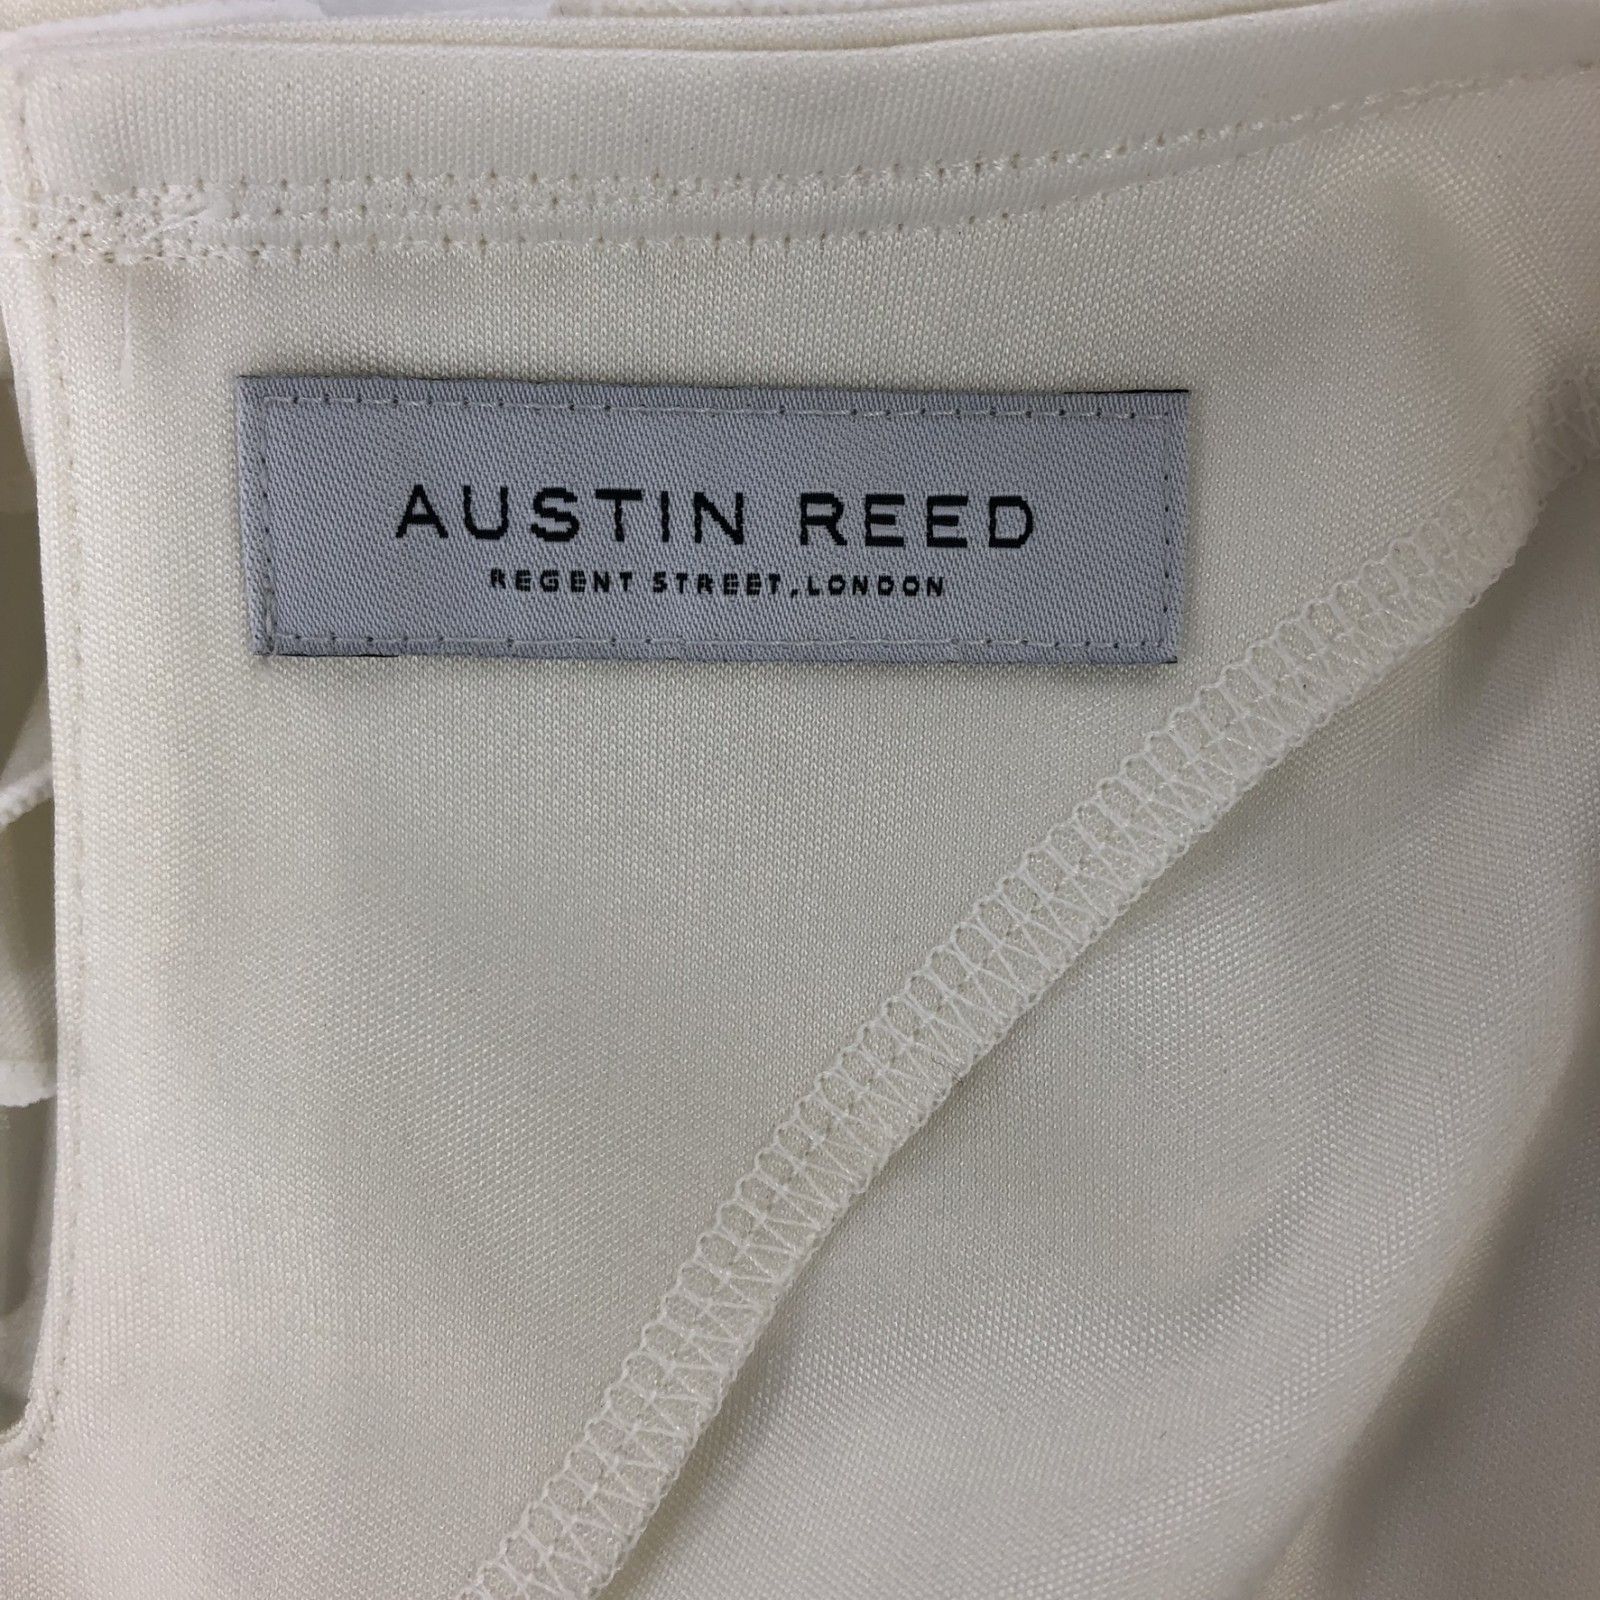 AUSTIN REED
REGENT STREET, LONDON